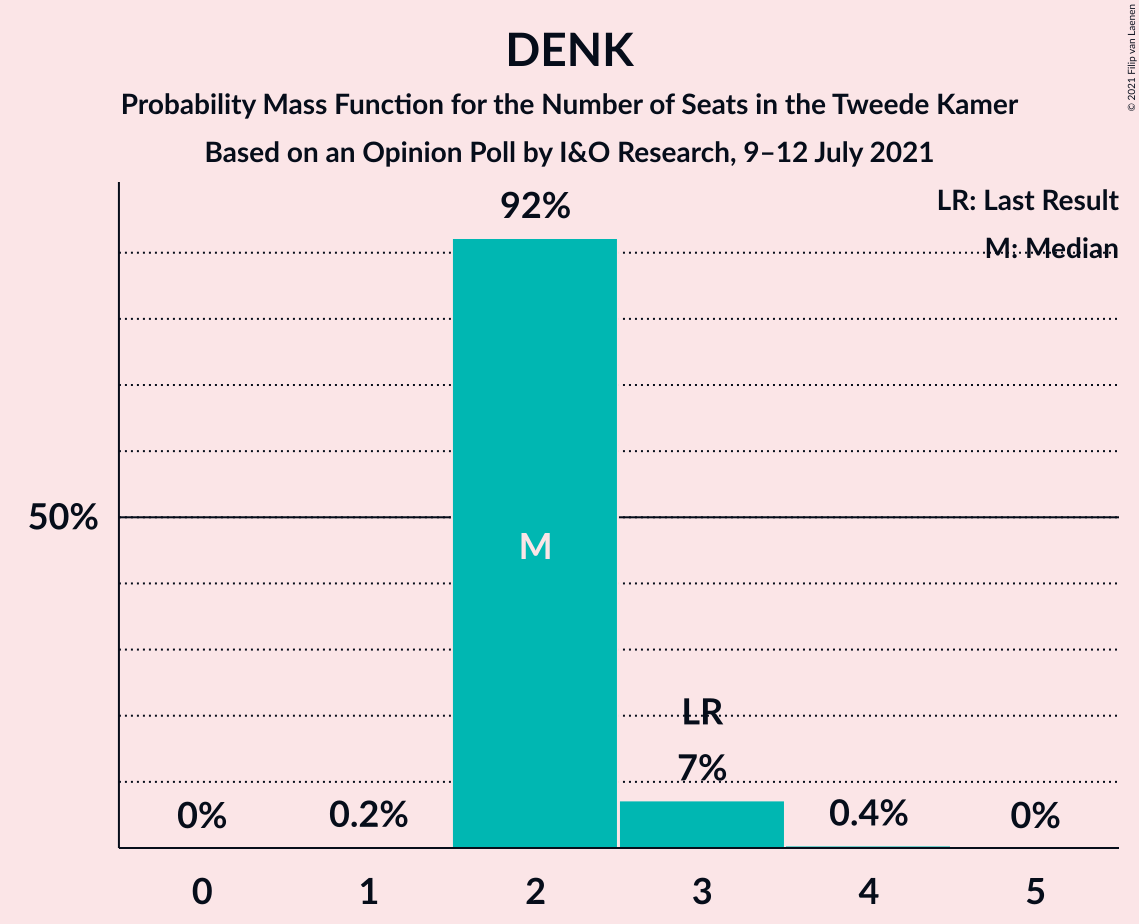 DENK
Probability Mass Function for the Number of Seats in the Tweede Kamer
Based on an Opinion Poll by I&O Research, 9–12 July 2021
© 2021 Filip van Laenen
LR: Last Result
M: Median
92%
50%
M
LR
7%
0%
0.2%
0.4%
0%
0 1 2 3 4 5